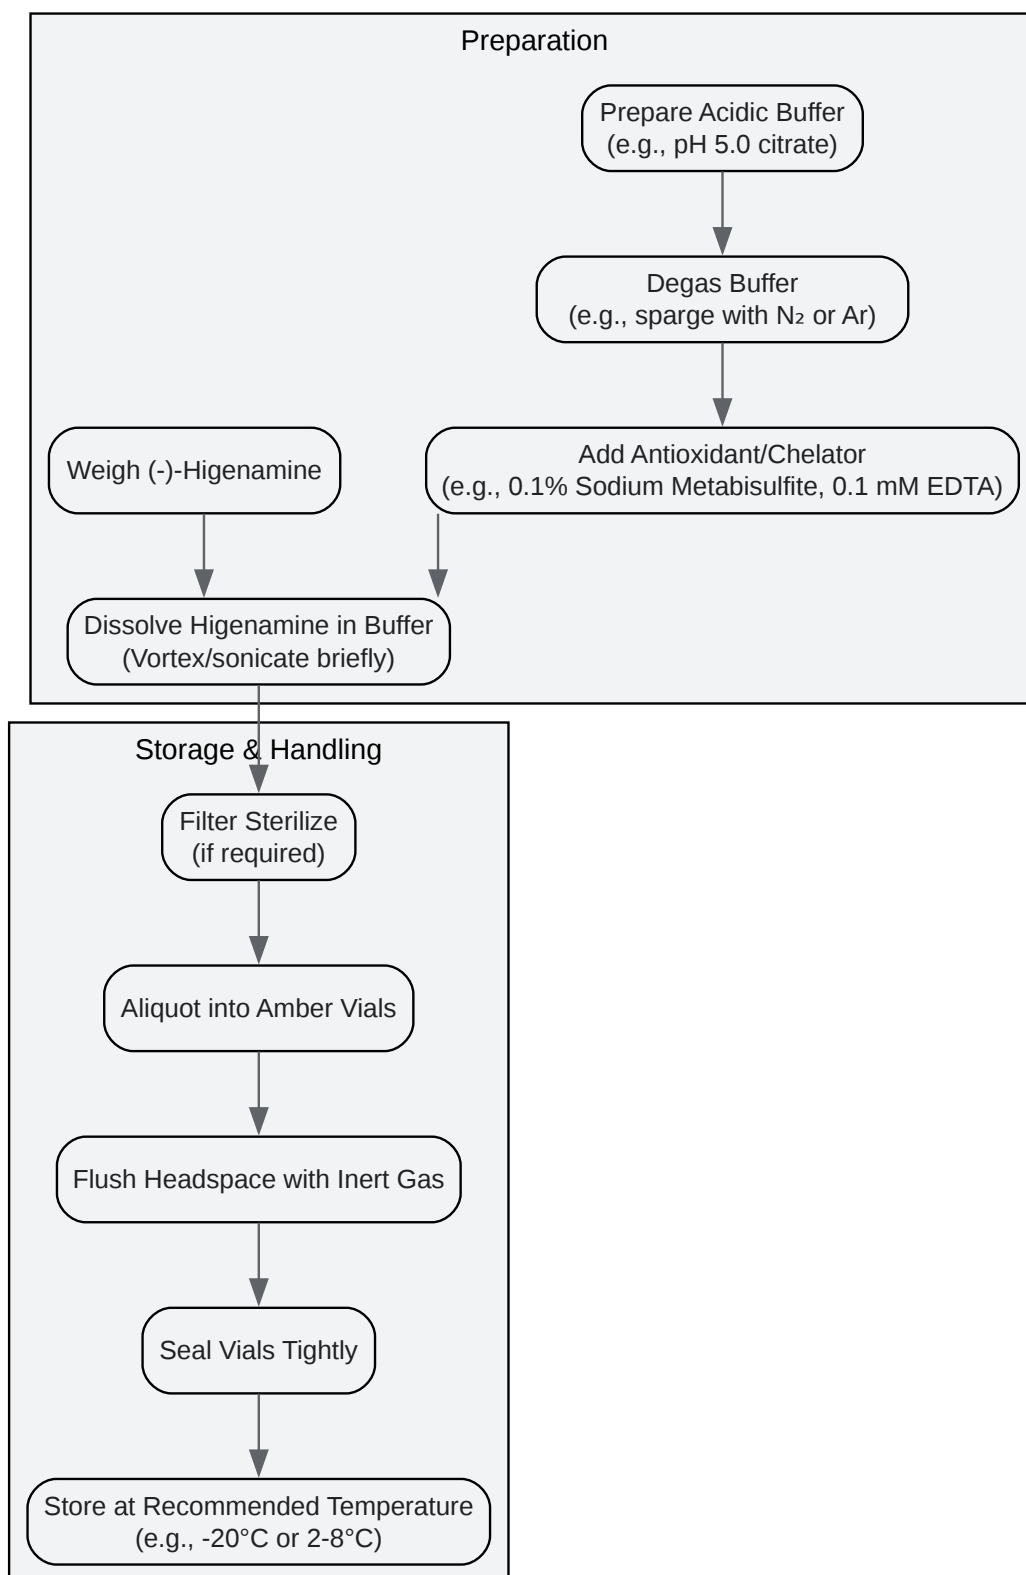 Preparation
Prepare Acidic Buffer
(e.g., pH 5.0 citrate)
Degas Buffer
(e.g., sparge with N₂ or Ar)
Weigh (-)-Higenamine
Add Antioxidant/Chelator
(e.g., 0.1% Sodium Metabisulfite, 0.1 mM EDTA)
Dissolve Higenamine in Buffer
(Vortex/sonicate briefly)
Storage & Handling
Filter Sterilize
(if required)
Aliquot into Amber Vials
Flush Headspace with Inert Gas
Seal Vials Tightly
Store at Recommended Temperature
(e.g., -20°C or 2-8°C)